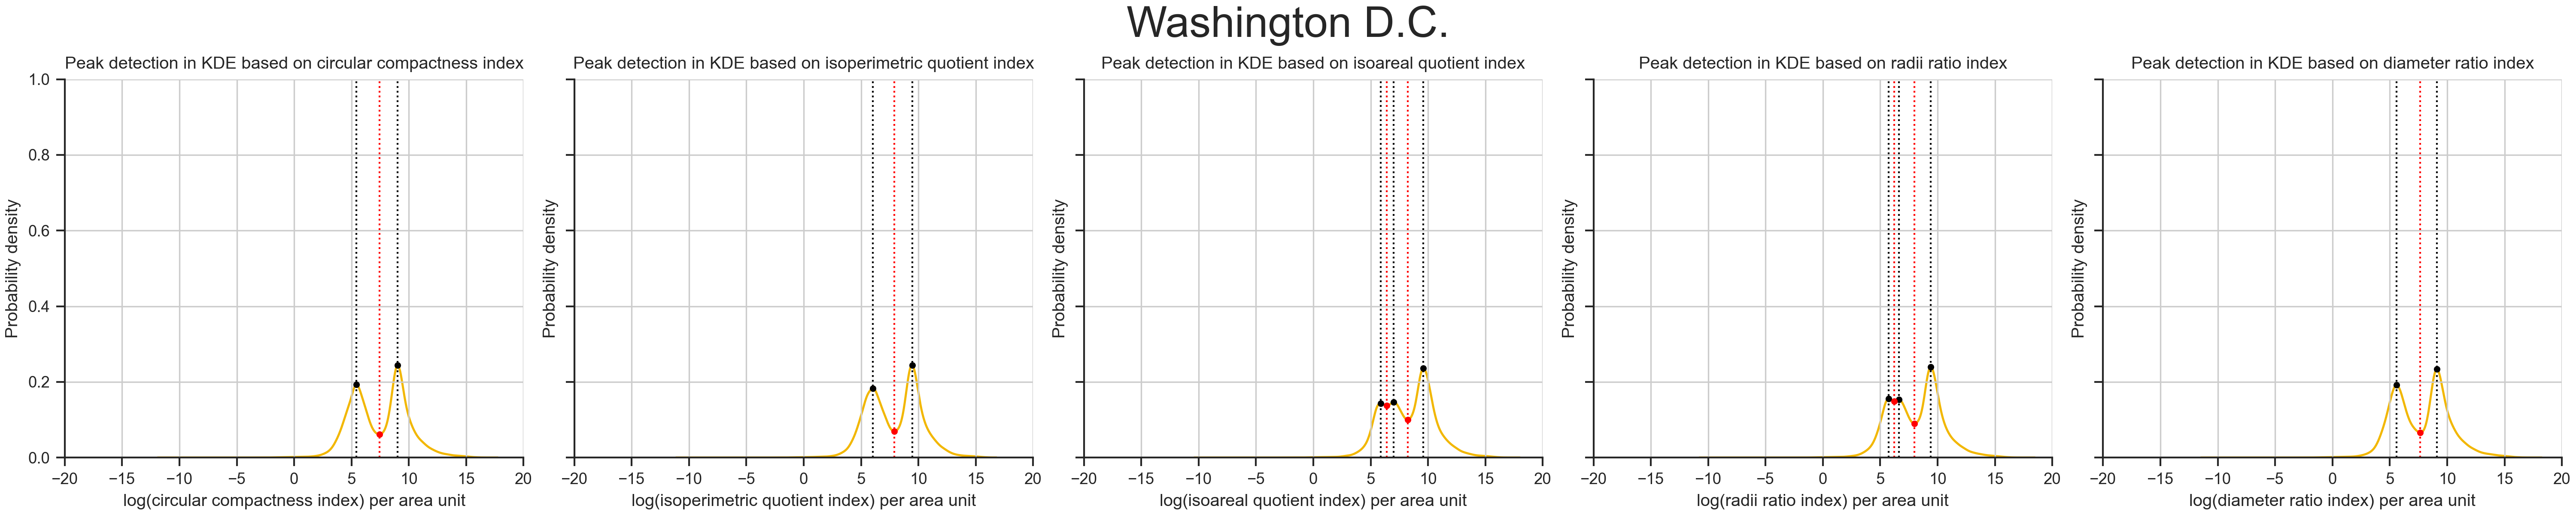 Washington D.C.
Peak detection in KDE based on circular compactness index
Peak detection in KDE based on isoperimetric quotient index
Peak detection in KDE based on isoareal quotient index
Peak detection in KDE based on radii ratio index
Peak detection in KDE based on diameter ratio index
1.0
0.8
0.6
0.4
0.2
0.0
Probability density
Probability density
Probability density
Probability density
Probability density
−20 −15 −10 −5 0 5 10 15 20
−20 −15 −10 −5 0 5 10 15 20
−20 −15 −10 −5 0 5 10 15 20
−20 −15 −10 −5 0 5 10 15 20
−20 −15 −10 −5 0 5 10 15 20
log(circular compactness index) per area unit
log(isoperimetric quotient index) per area unit
log(isoareal quotient index) per area unit
log(radii ratio index) per area unit
log(diameter ratio index) per area unit